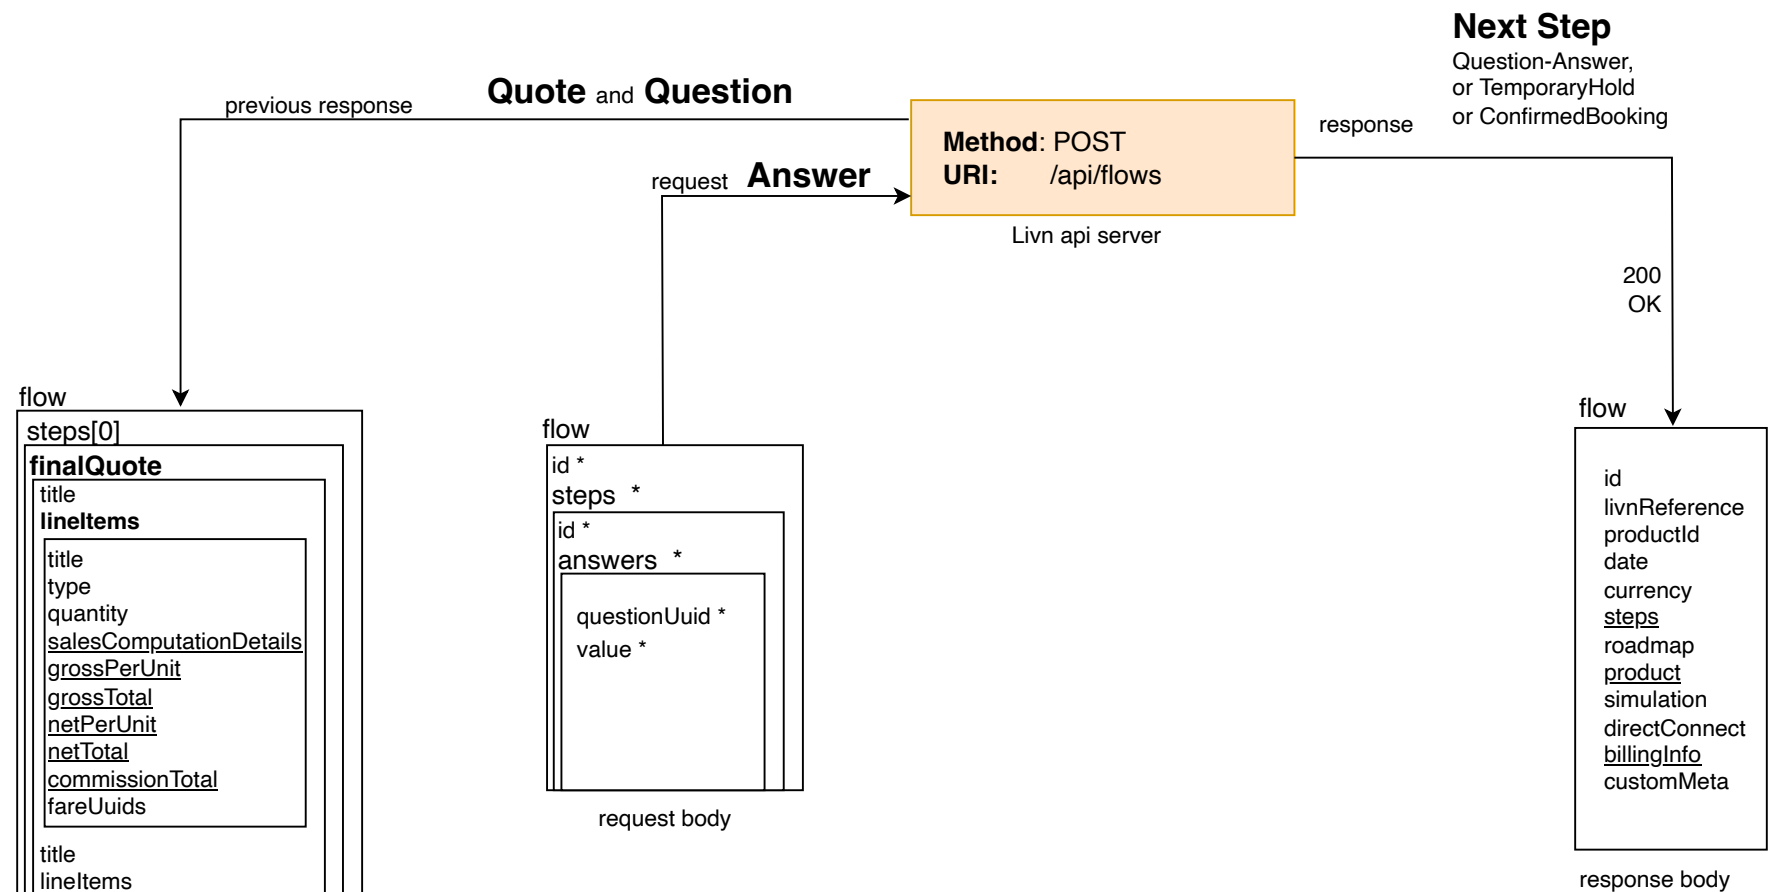 Next Step
Question-Answer,
or TemporaryHold
or ConfirmedBooking
Quote and Question
previous response
response
Method: POST
URI: /api/flows
request Answer
Livn api server
200
OK
flow
steps[0]
finalQuote
title
lineItems
title
type
quantity
salesComputationDetails
grossPerUnit
grossTotal
netPerUnit
netTotal
commissionTotal
fareUuids
title
lineItems
flow
id *
steps *
id *
answers *
questionUuid *
value *
request body
flow
id
livnReference
productId
date
currency
steps
roadmap
product
simulation
directConnect
billingInfo
customMeta
response body